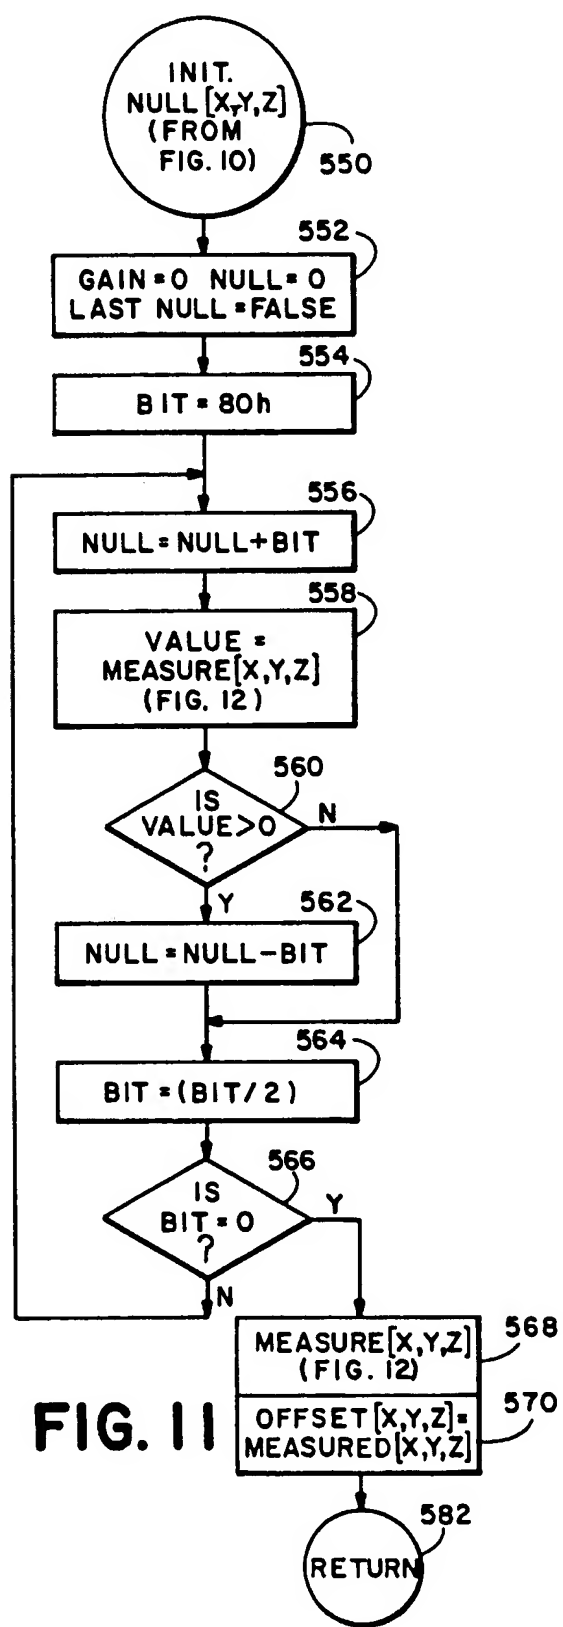 INIT.
NULL [X,Y,Z]
(FROM
FIG. 10)
550
552
GAIN=0 NULL=0
LAST NULL=FALSE
554
BIT = 80h
556
NULL=NULL+BIT
558
VALUE =
MEASURE[X,Y,Z]
(FIG. 12)
560
IS
VALUE>0
?
N
Y
562
NULL=NULL-BIT
564
BIT=(BIT/2)
566
IS
BIT=0
?
Y
N
MEASURE[X,Y,Z]
(FIG. 12)
568
OFFSET[X,Y,Z]=
MEASURED[X,Y,Z]
570
FIG. 11
582
RETURN